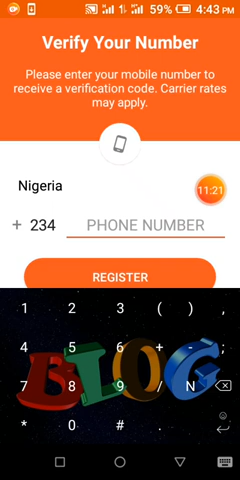 59% 4:43 PM
Verify Your Number
Please enter your mobile number to
receive a verification code. Carrier rates
may apply.
Nigeria
11:21
+ 234 PHONE NUMBER
REGISTER
1 2 3 ( ) ,
4 5 6 + - ;
7 8 9 / N
* 0 # .
BLOG